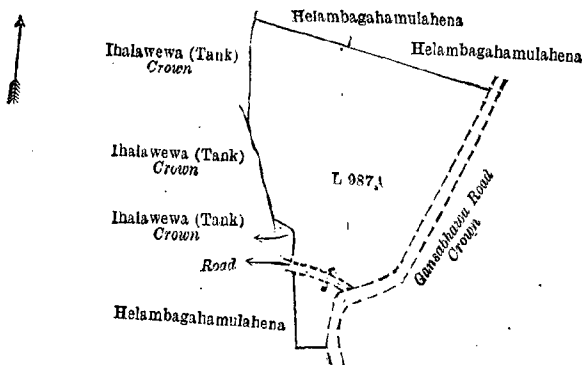 Helambagahamulahena
Helambagahamulahena
Ihalawewa (Tank)
Crown
Ihalawewa (Tank)
Crown
L 987
Ihalawewa (Tank)
Crown
Road
Gansabhawa Road
Crown
Helambagahamulahena